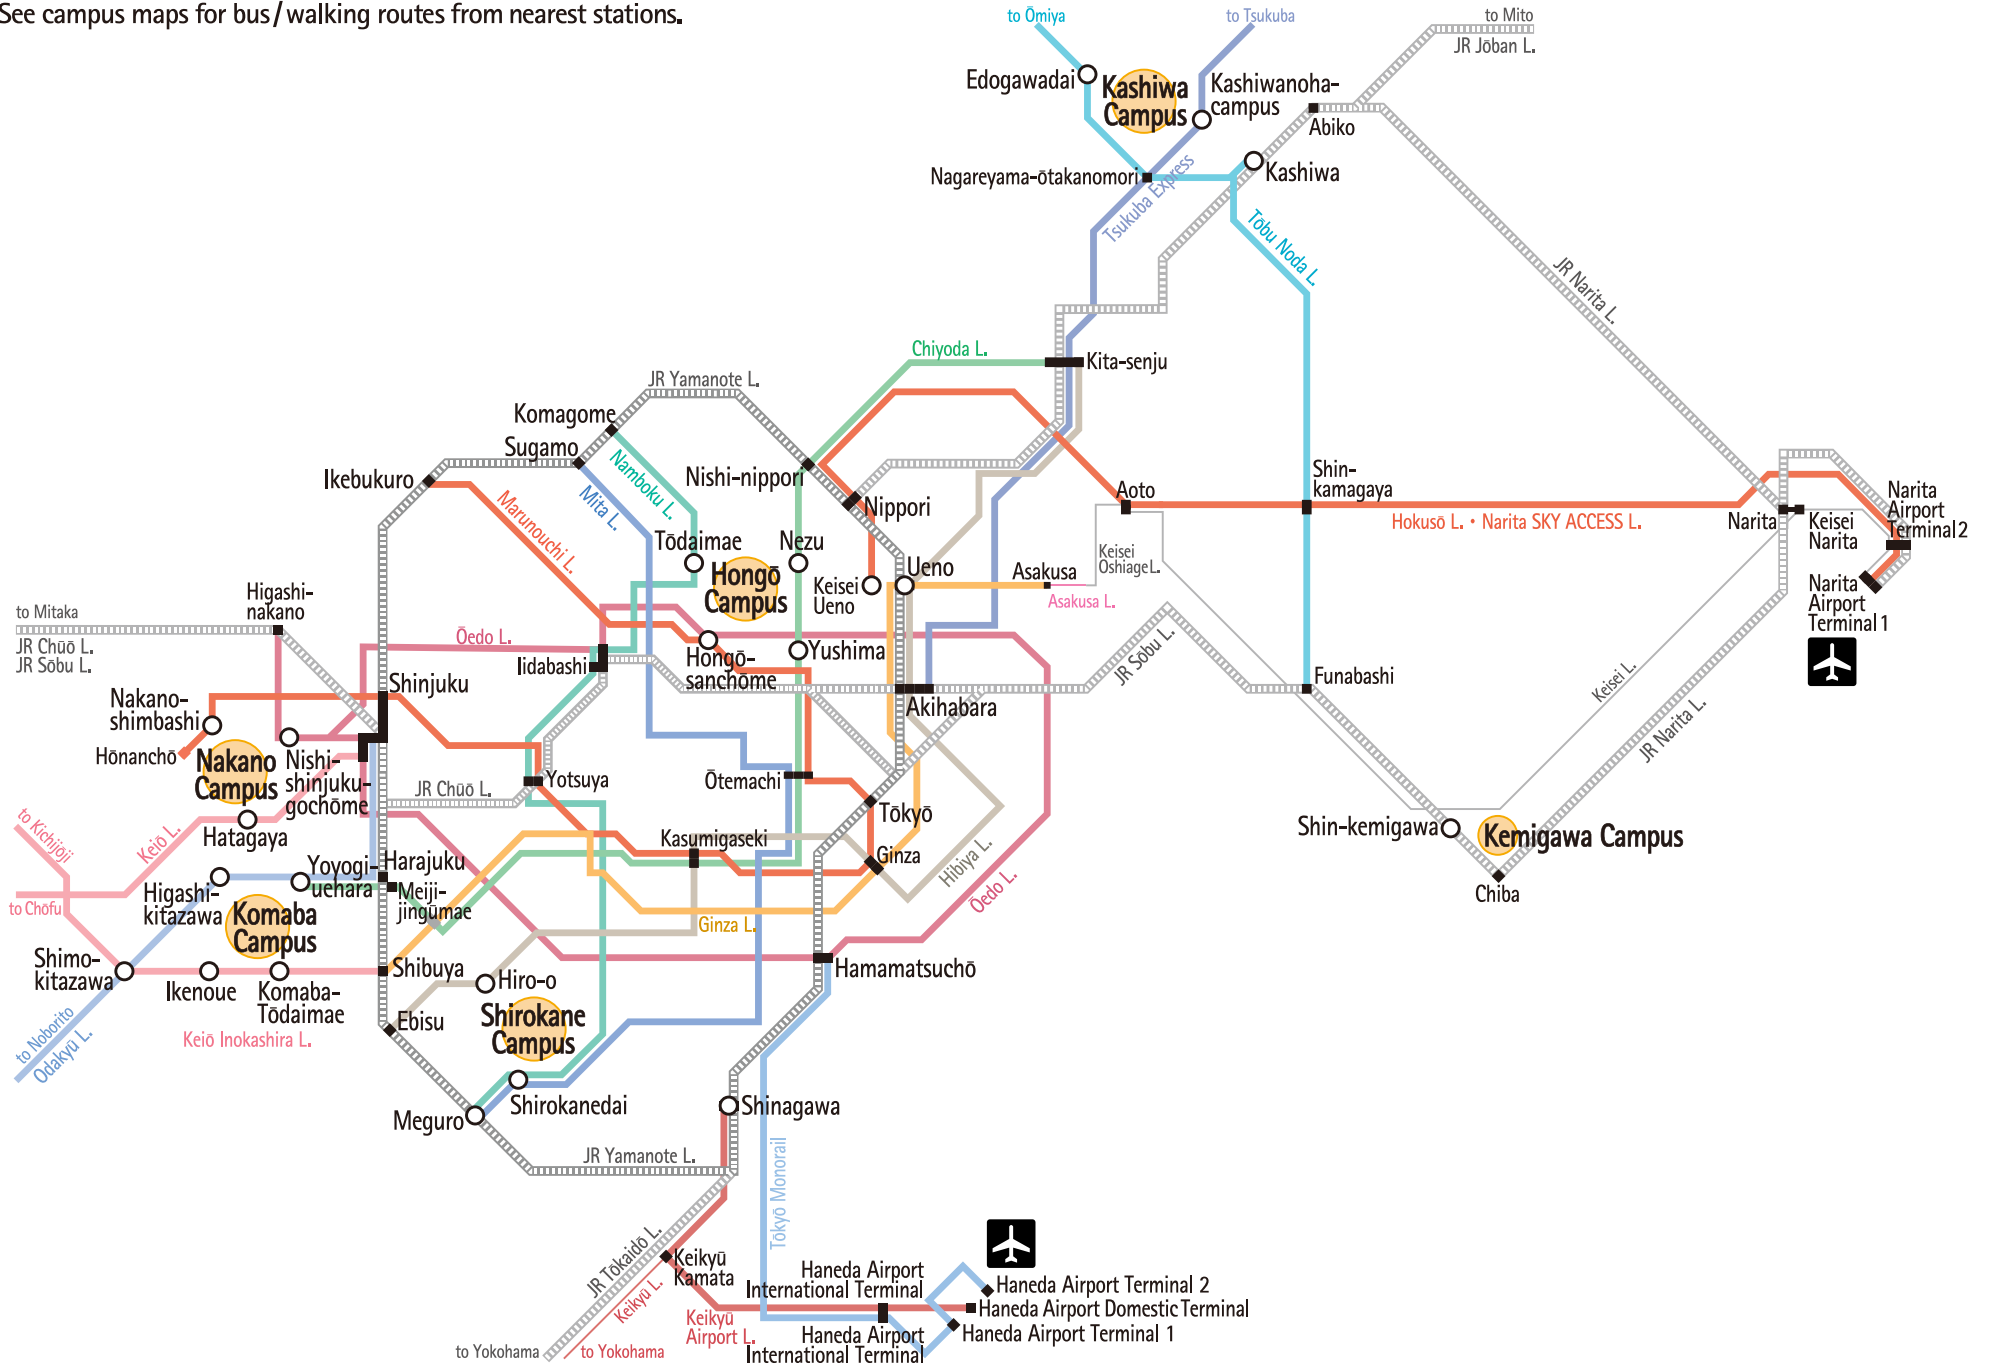 See campus maps for bus/walking routes from nearest stations.
to Ōmiya
to Tsukuba
to Mito
JR Jōban L.
Edogawadai
Kashiwa
Campus
Kashiwanoha-
campus
Abiko
Kashiwa
Nagareyama-ōtakanomori
Tsukuba Express
Tōbu Noda L.
JR Narita L.
Chiyoda L.
Kita-senju
JR Yamanote L.
Komagome
Sugamo
Ikebukuro
Namboku L.
Mita L.
Marunouchi L.
Nishi-nippori
Nippori
Aoto
Shin-
kamagaya
Hokusō L. • Narita SKY ACCESS L.
Narita
Keisei
Narita
Narita
Airport
Terminal 2
Narita
Airport
Terminal 1
Tōdaimae
Nezu
Hongō
Campus
Keisei
Ueno
Ueno
Asakusa
Asakusa L.
Keisei
Oshiage L.
Higashi-
nakano
to Mitaka
JR Chūō L.
JR Sōbu L.
Ōedo L.
Iidabashi
Hongō-
sanchōme
Yushima
JR Sōbu L.
Funabashi
Keisei L.
JR Narita L.
Nakano-
shimbashi
Shinjuku
Akihabara
Hōnanchō
Nakano
Campus
Nishi-
shinjuku-
gochōme
JR Chūō L.
Yotsuya
Ōtemachi
Tōkyō
to Kichijōji
Keiō L.
Hatagaya
Kasumigaseki
Ginza
Hibiya L.
Ōedo L.
Shin-kemigawa
Kemigawa Campus
Chiba
Harajuku
Yoyogi-
uehara
Meiji-
jingūmae
Higashi-
kitazawa
to Chōfu
Komaba
Campus
Ginza L.
Shimo-
kitazawa
Ikenoue
Komaba-
Tōdaimae
Shibuya
Hiro-o
Hamamatsuchō
to Noborito
Odakyū L.
Keiō Inokashira L.
Ebisu
Shirokane
Campus
Meguro
Shirokanedai
Shinagawa
JR Yamanote L.
Tōkyō Monorail
JR Tōkaidō L.
Keikyū L.
Keikyū
Kamata
Keikyū
Airport L.
Haneda Airport
International Terminal
Haneda Airport
International Terminal
Haneda Airport Terminal 2
Haneda Airport Domestic Terminal
Haneda Airport Terminal 1
to Yokohama
to Yokohama